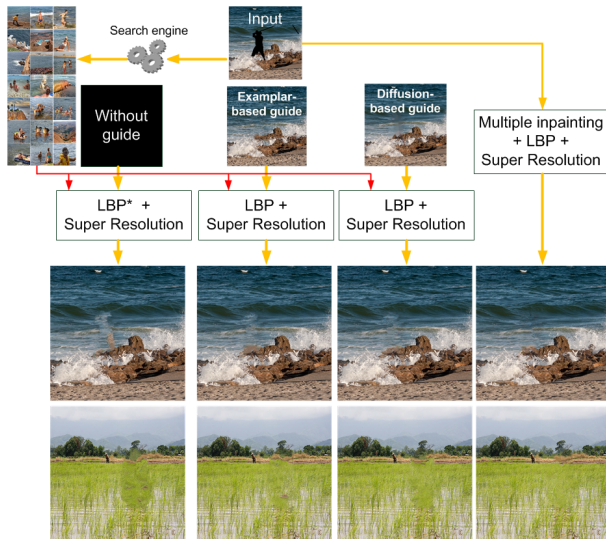 Input
Search engine
Without
guide
Examplar-
based guide
Diffusion-
based guide
Multiple inpainting
+ LBP +
Super Resolution
LBP* +
Super Resolution
LBP +
Super Resolution
LBP +
Super Resolution